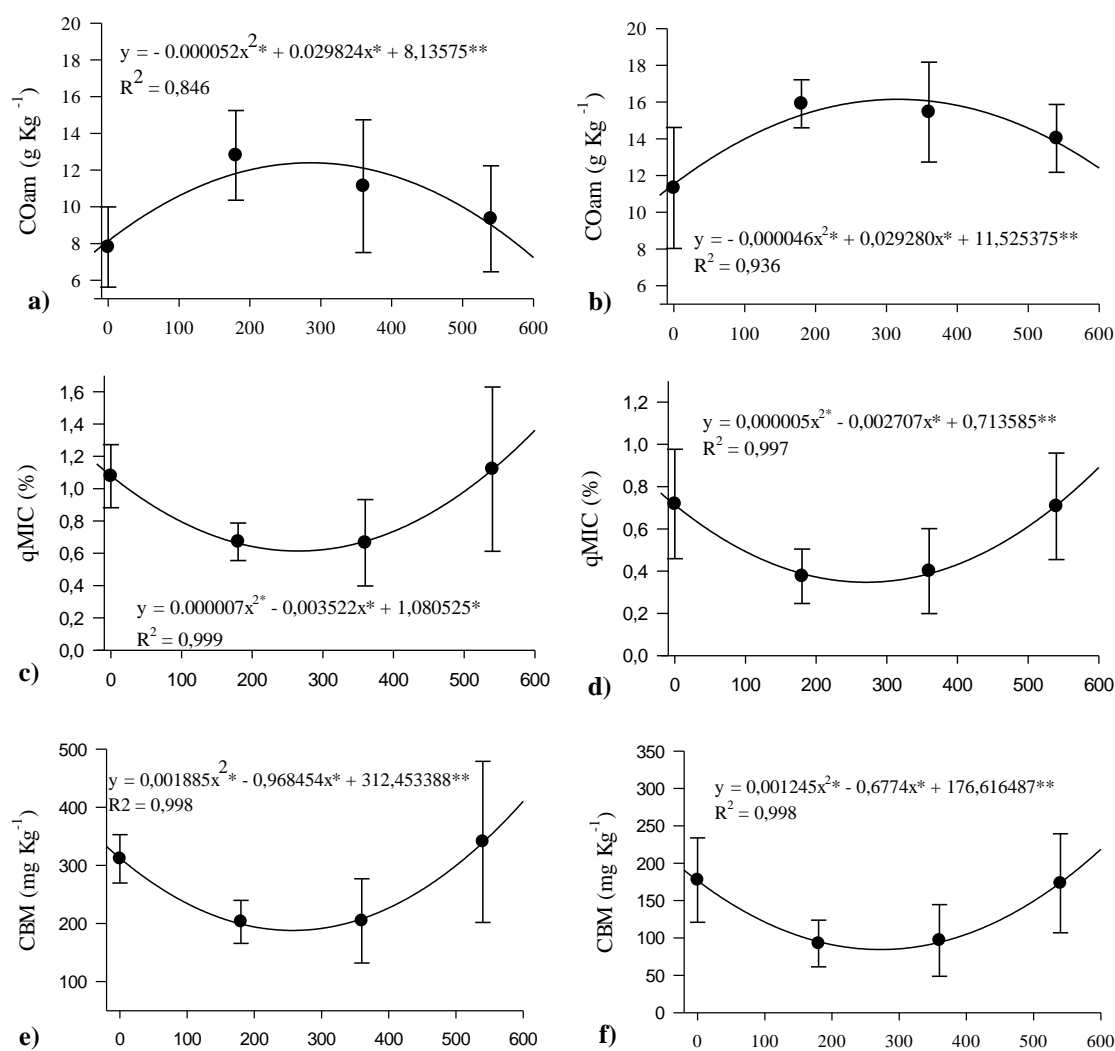 20
18
16
14
12
10
8
6
COam (g Kg -1)
y = - 0.000052x2* + 0.029824x* + 8,13575**
R2 = 0,846
a)
0 100 200 300 400 500 600
20
18
16
14
12
10
8
6
COam (g Kg-1)
y = - 0,000046x2* + 0,029280x* + 11,525375**
R2 = 0,936
b)
0 100 200 300 400 500 600
1,6
1,4
1,2
1,0
0,8
0,6
0,4
0,2
0,0
qMIC (%)
y = 0.000007x2* - 0,003522x* + 1,080525*
R2 = 0,999
c)
0 100 200 300 400 500 600
1,2
1,0
0,8
0,6
0,4
0,2
0,0
qMIC (%)
y = 0,000005x2* - 0,002707x* + 0,713585**
R2 = 0,997
d)
0 100 200 300 400 500 600
500
400
300
200
100
CBM (mg Kg-1)
y = 0,001885x2* - 0,968454x* + 312,453388**
R2 = 0,998
e)
0 100 200 300 400 500 600
350
300
250
200
150
100
50
0
CBM (mg Kg-1)
y = 0,001245x2* - 0,6774x* + 176,616487**
R2 = 0,998
f)
0 100 200 300 400 500 600